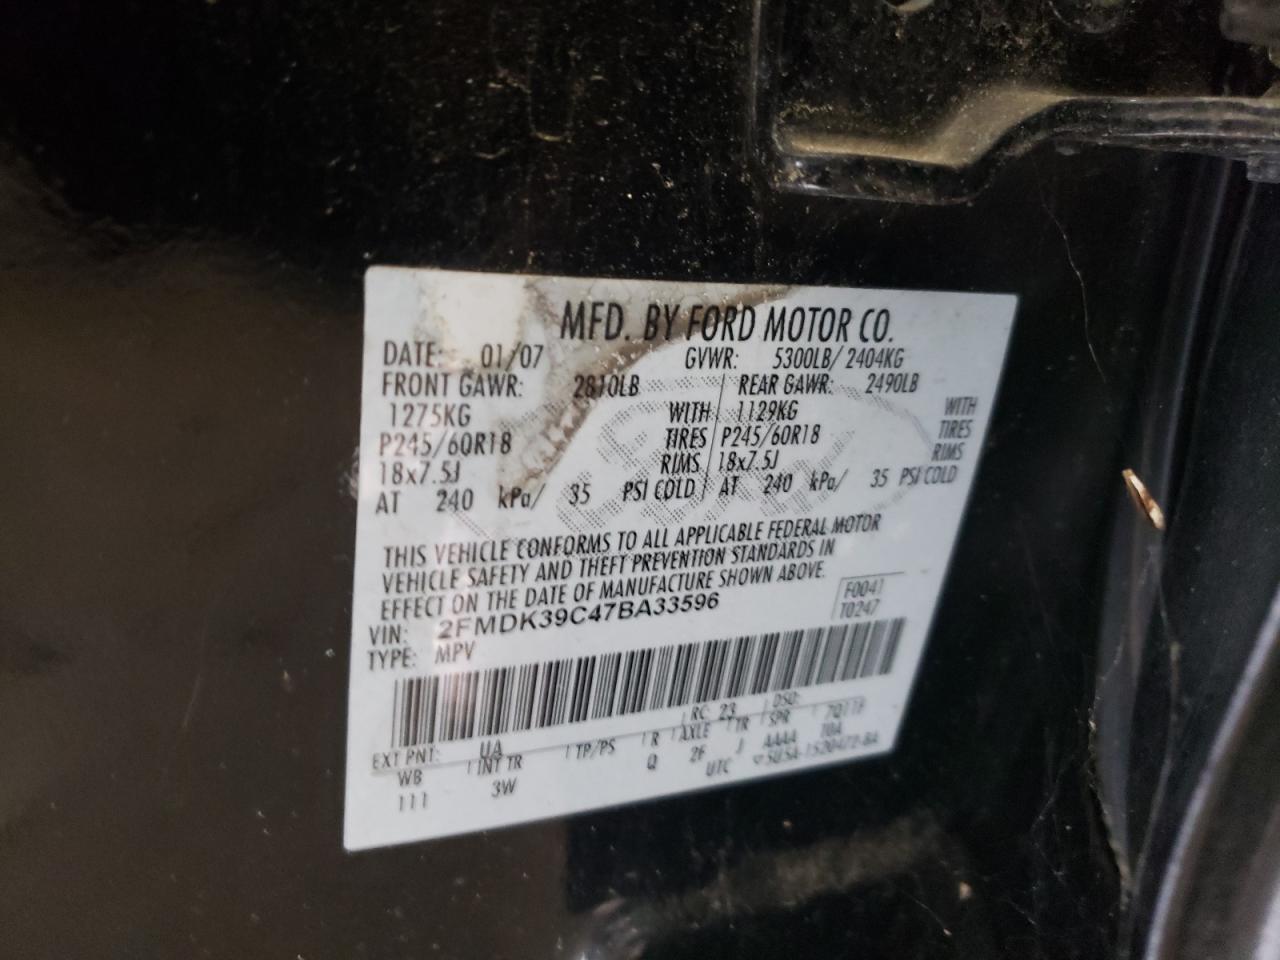 MFD. BY FORD MOTOR CO.
DATE: 01/07 GVWR: 5300LB/ 2404KG
FRONT GAWR: 2810LB REAR GAWR: 2490LB
1275KG WITH 1129KG WITH
P245/60R18 TIRES P245/60R18 TIRES
18x7.5J RIMS 18x7.5J RIMS
AT 240 kPa/ 35 PSI COLD AT 240 kPa/ 35 PSI COLD
THIS VEHICLE CONFORMS TO ALL APPLICABLE FEDERAL MOTOR
VEHICLE SAFETY AND THEFT PREVENTION STANDARDS IN
EFFECT ON THE DATE OF MANUFACTURE SHOWN ABOVE.
VIN: 2FMDK39C47BA33596 F0041
TYPE: MPV T0247
EXT PNT: UA RC: 23 DSO:
WB INT TR TP/PS R AXLE TR SPR
111 3W Q 2F J AAAA
UTC